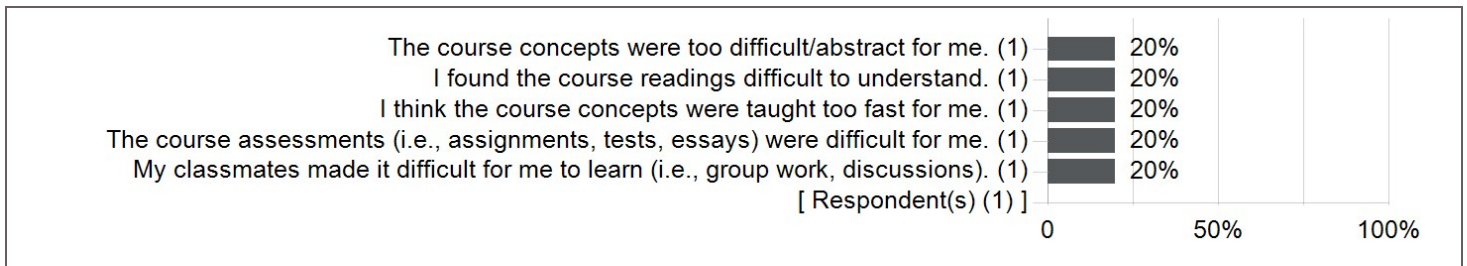 The course concepts were too difficult/abstract for me. (1) 20%
I found the course readings difficult to understand. (1) 20%
I think the course concepts were taught too fast for me. (1) 20%
The course assessments (i.e., assignments, tests, essays) were difficult for me. (1) 20%
My classmates made it difficult for me to learn (i.e., group work, discussions). (1) 20%
[ Respondent(s) (1) ]
0 50% 100%